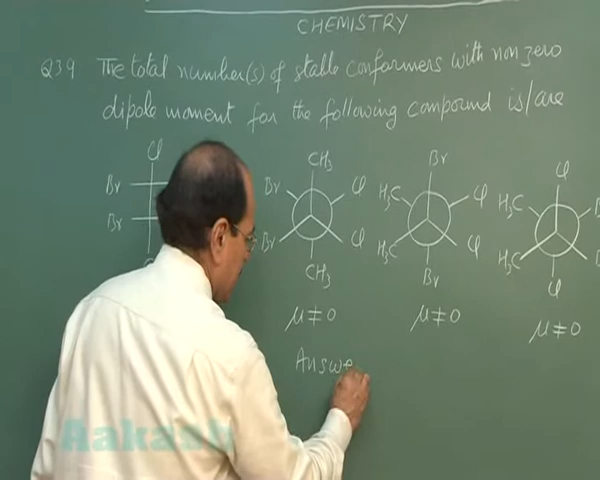 CHEMISTRY
Q39 The total number(s) of stable conformers with non zero
dipole moment for the following compound is/are
Cl
Br
Br
CH3
Br Cl
Br Cl
CH3
μ≠0
Br
H3C Cl
H3C Cl
Br
μ≠0
Cl
H3C
H3C
Cl
μ≠0
Answe
Aakash